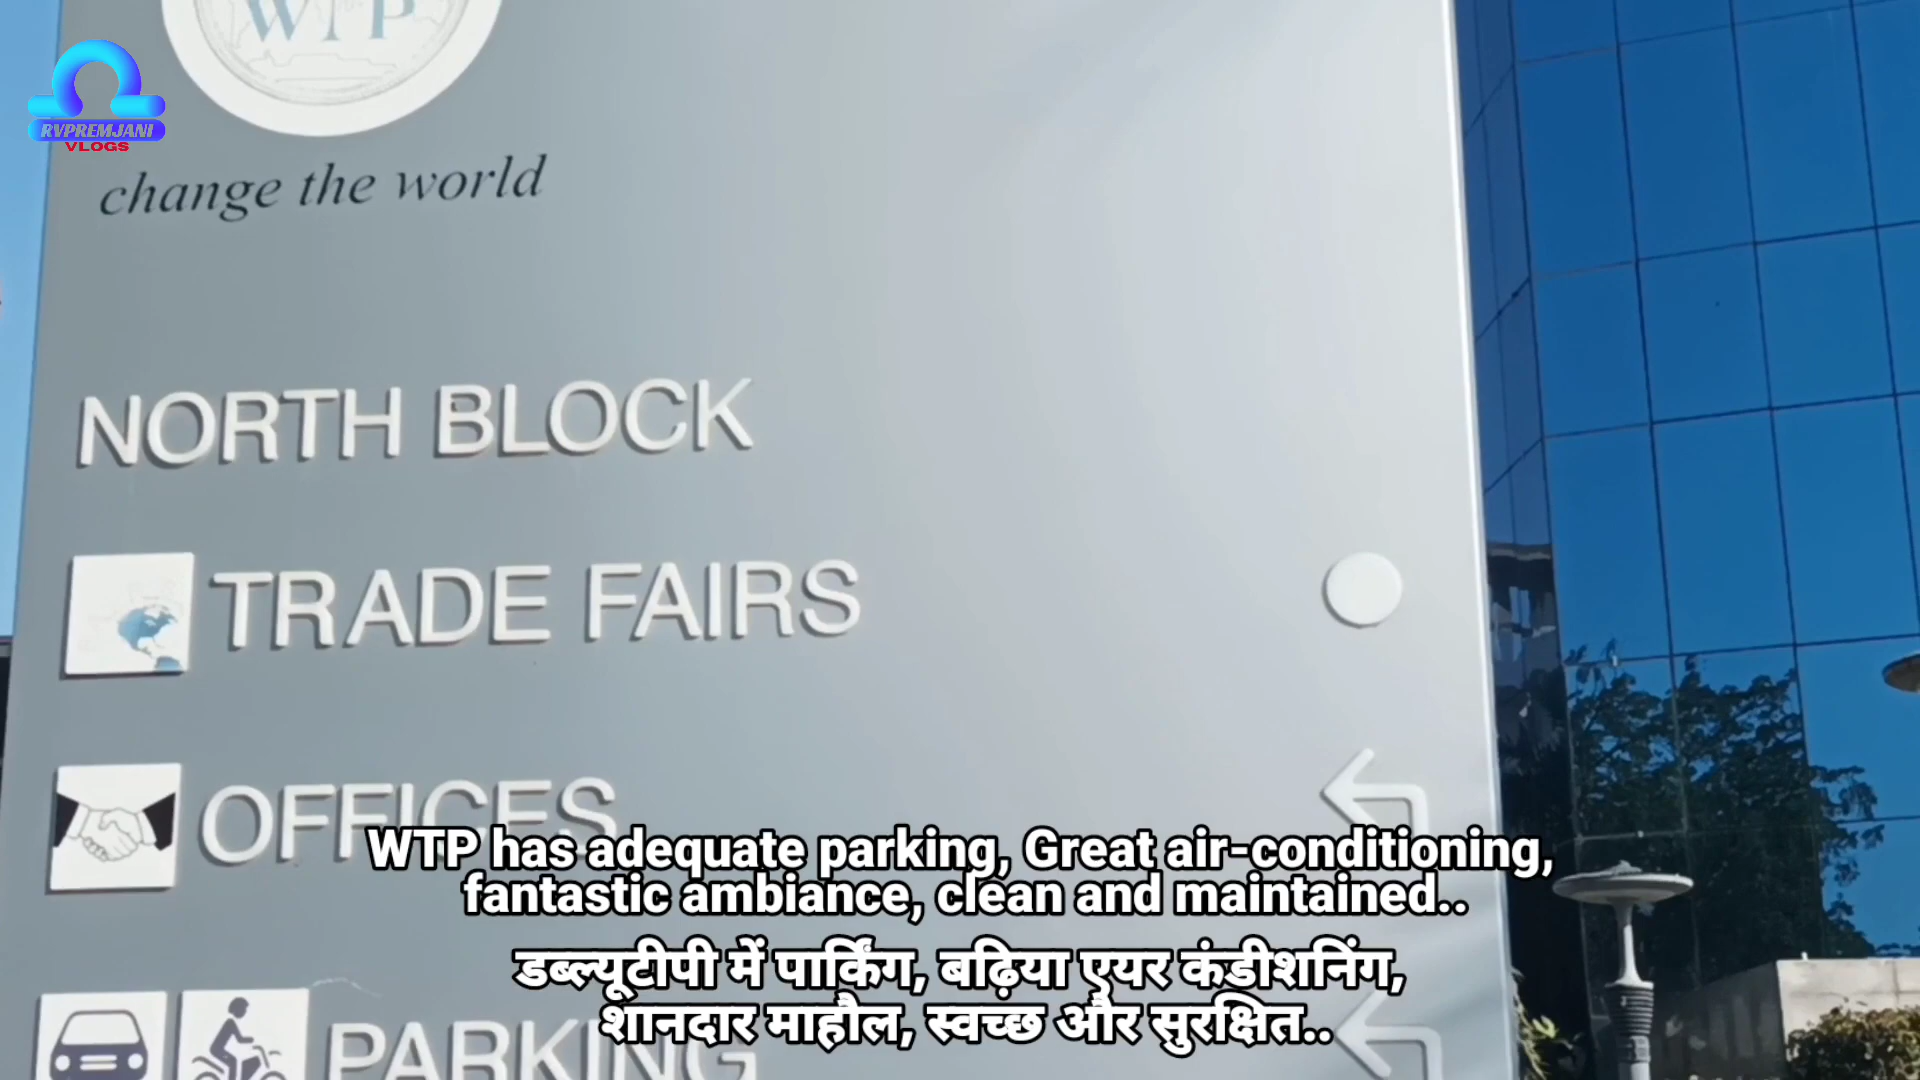 WTP
RVPREMJANI
VLOGS
change the world
NORTH BLOCK
TRADE FAIRS
OFFICES
WTP has adequate parking, Great air-conditioning,
fantastic ambiance, clean and maintained..
डब्ल्यूटीपी में पार्किंग, बढ़िया एयर कंडीशनिंग,
शानदार माहौल, स्वच्छ और सुरक्षित..
PARKING